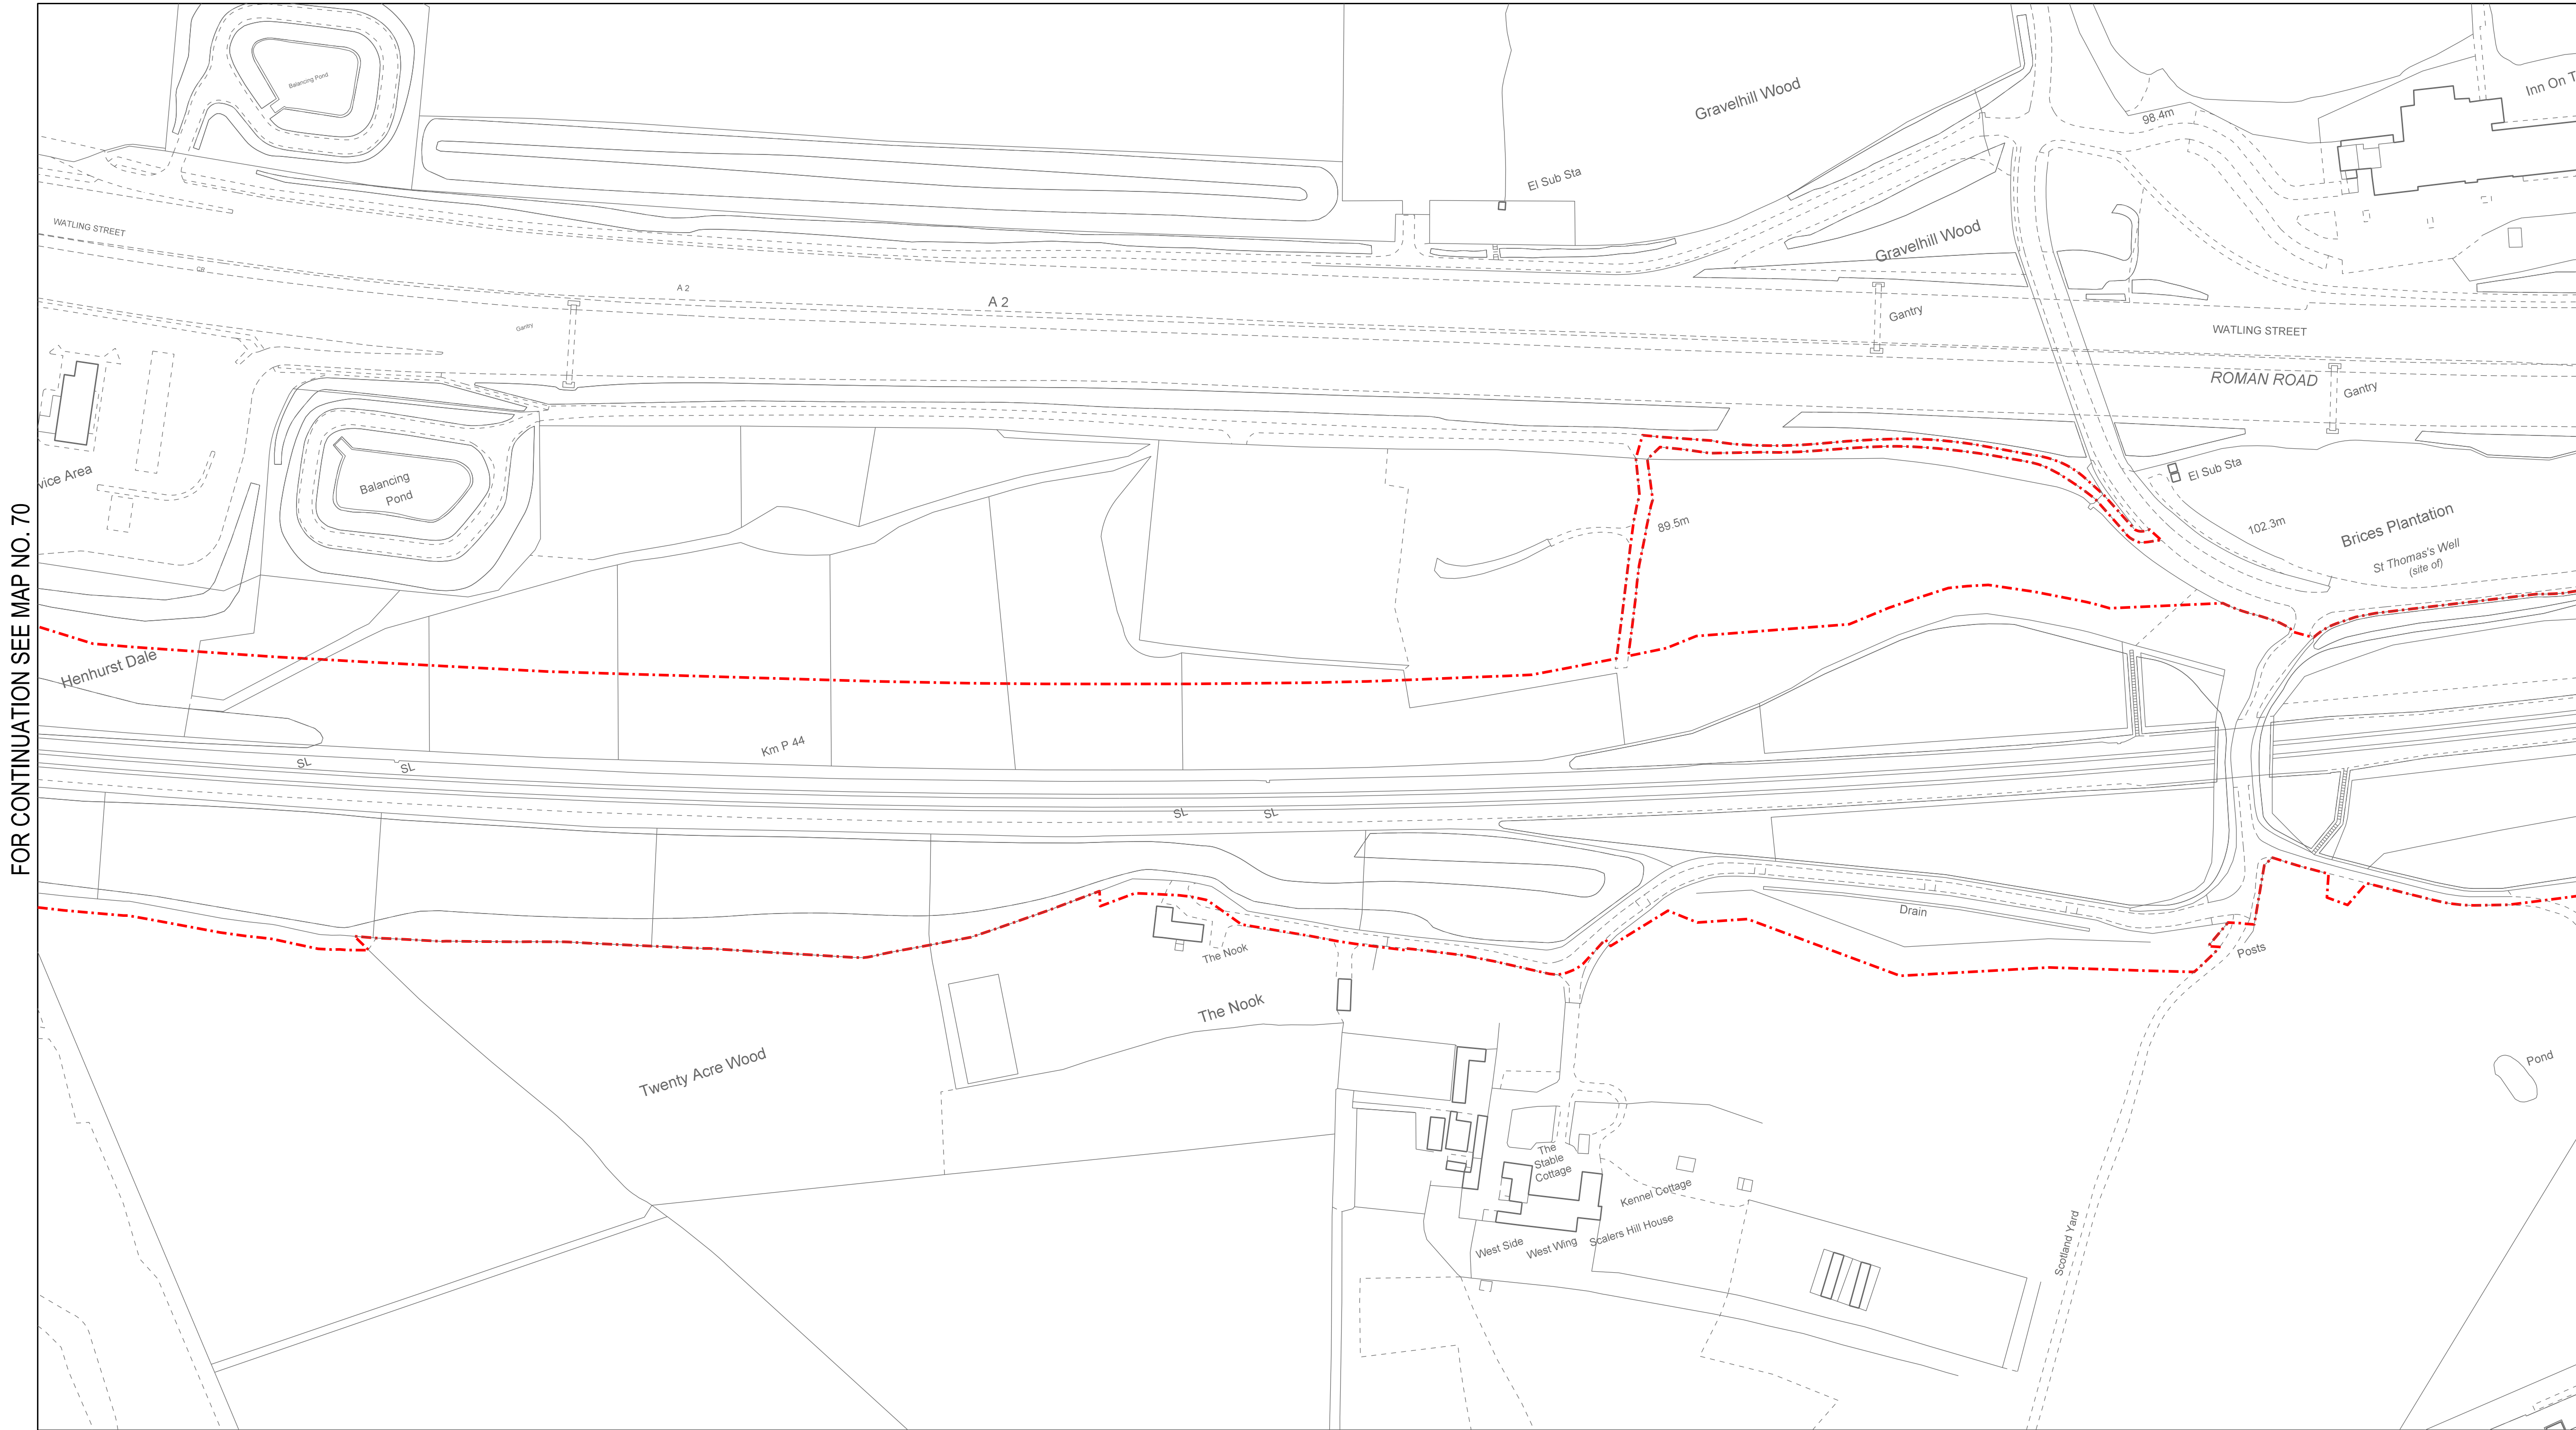 FOR CONTINUATION SEE MAP NO. 70
Balancing Pond
Gravelhill Wood
Inn On T
98.4m
El Sub Sta
WATLING STREET
Gravelhill Wood
CR
A 2
A 2
Gantry
Gantry
WATLING STREET
ROMAN ROAD
Gantry
vice Area
Balancing
Pond
El Sub Sta
89.5m
102.3m
Brices Plantation
St Thomas's Well
(site of)
Henhurst Dale
Km P 44
SL
SL
SL
SL
Drain
The Nook
Posts
The Nook
Twenty Acre Wood
Pond
The
Stable
Cottage
Kennel Cottage
West Side
West Wing
Scalers Hill House
Scotland Yard